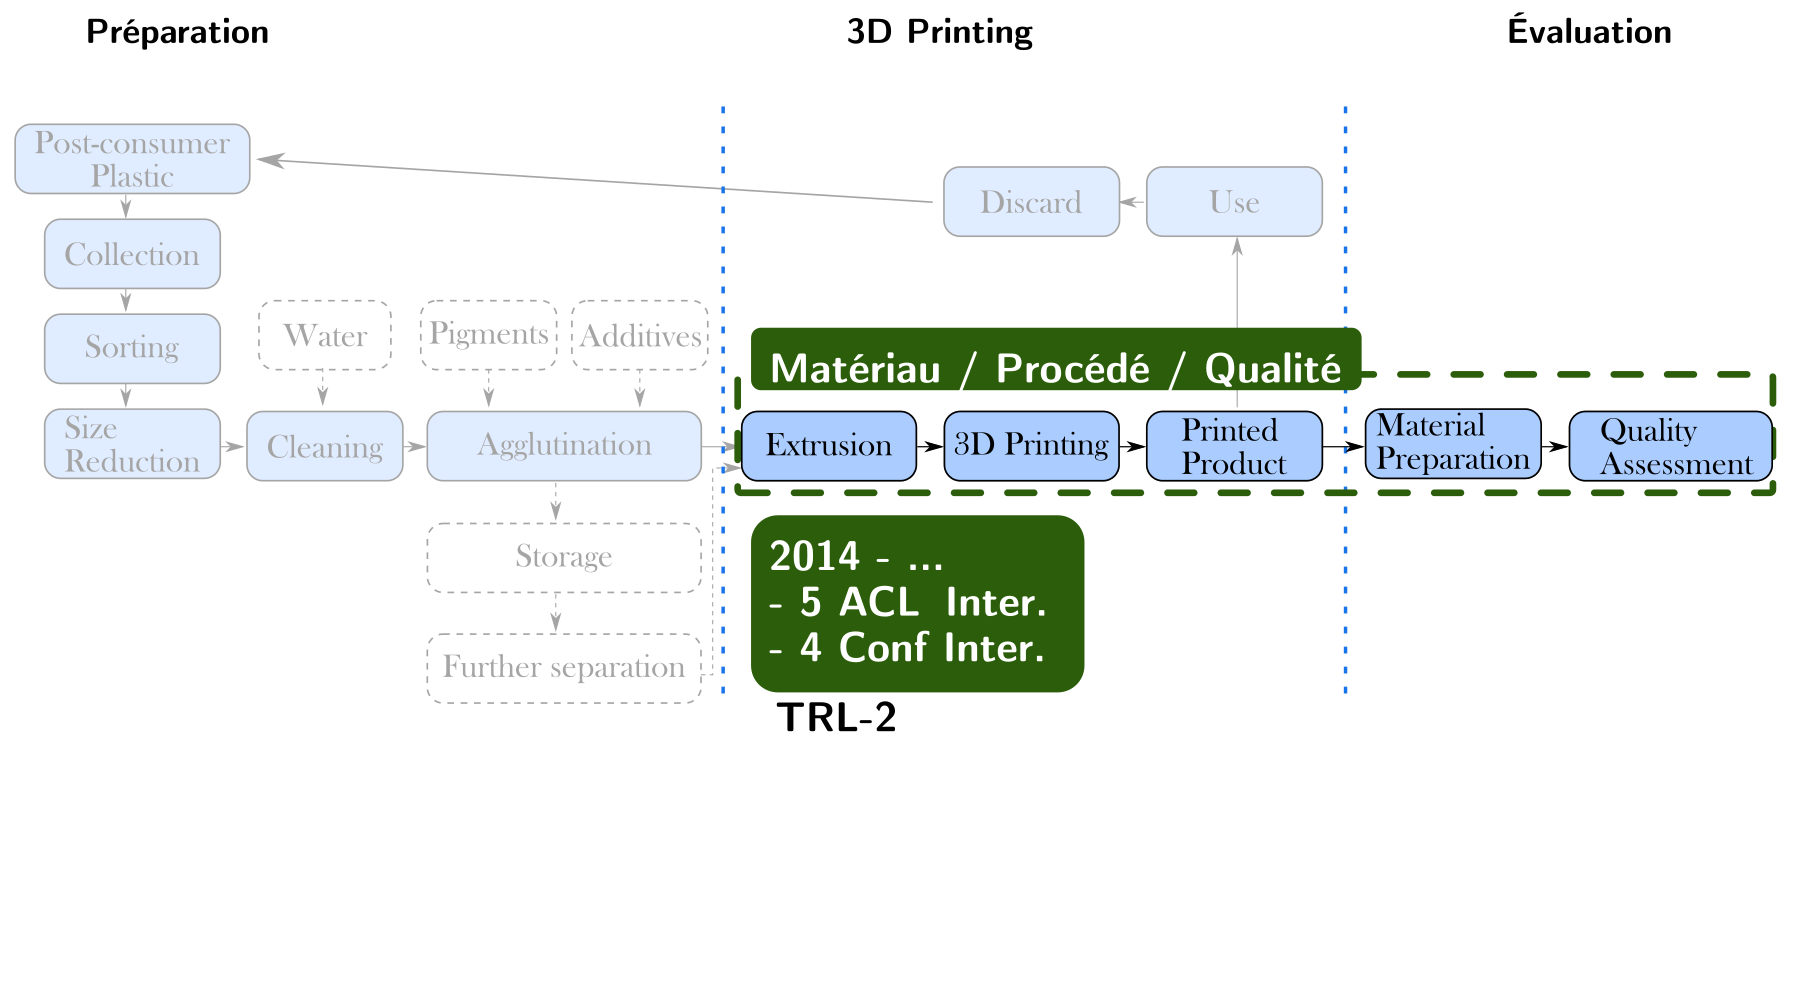 Préparation
3D Printing
Évaluation
Post-consumer
Plastic
Discard
Use
Collection
Water
Pigments
Additives
Sorting
Matériau / Procédé / Qualité
Size
Reduction
Cleaning
Agglutination
Extrusion
3D Printing
Printed
Product
Material
Preparation
Quality
Assessment
Storage
Further separation
2014 - ...
- 5 ACL Inter.
- 4 Conf Inter.
TRL-2